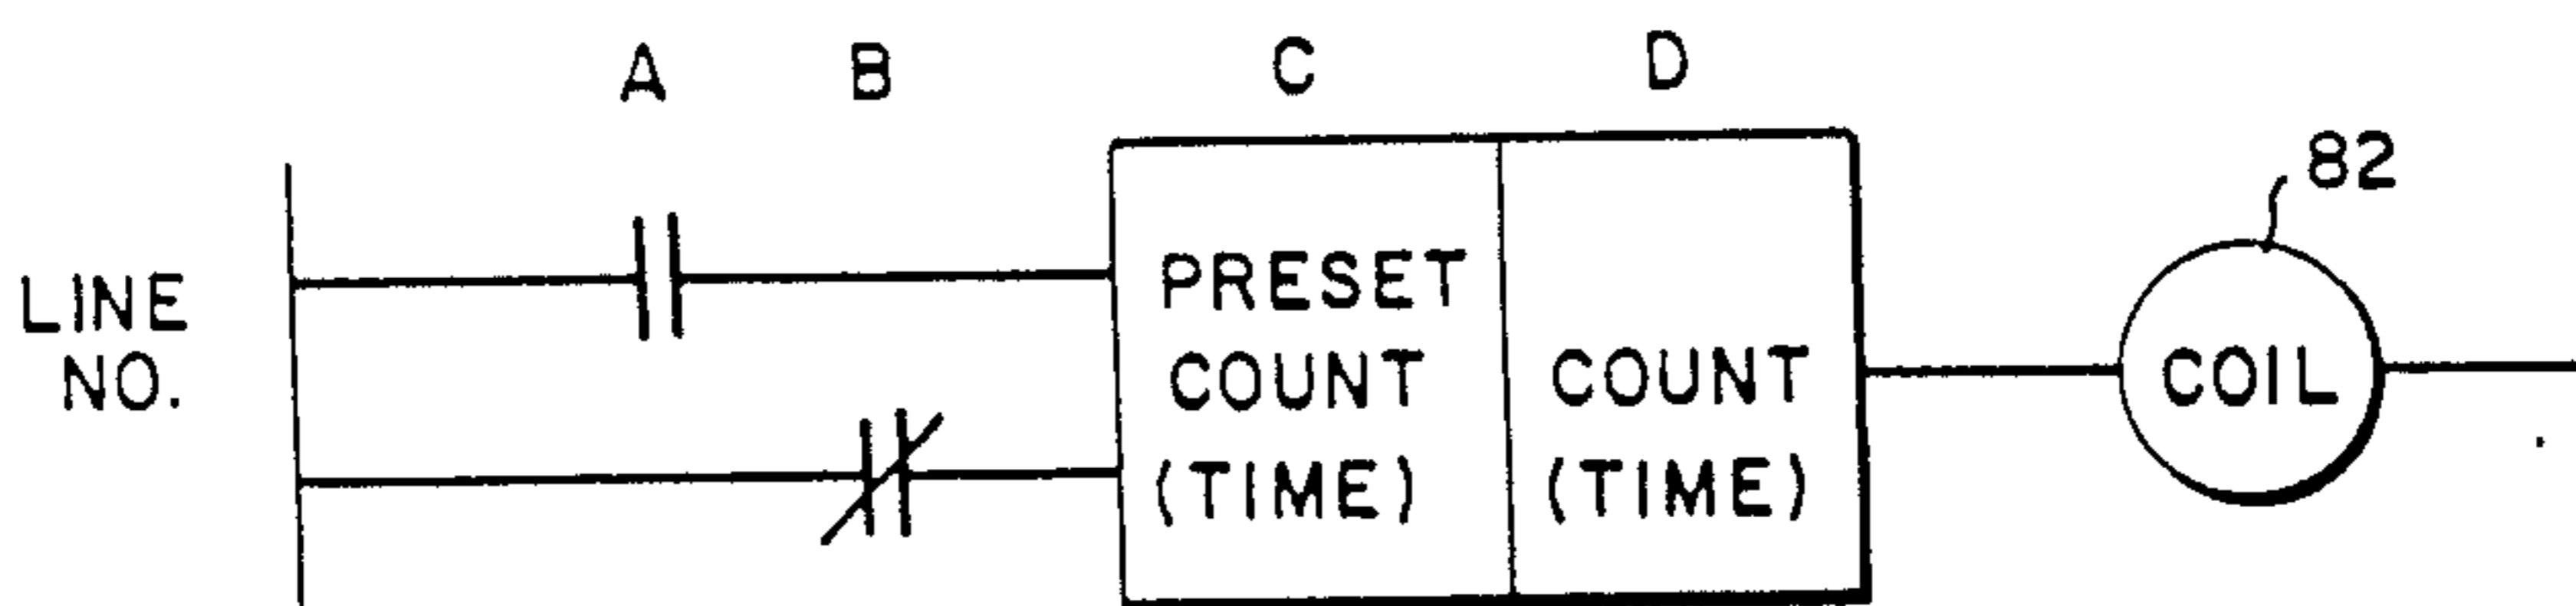 A B C D
82
LINE
NO.
PRESET
COUNT
(TIME)
COUNT
(TIME)
COIL